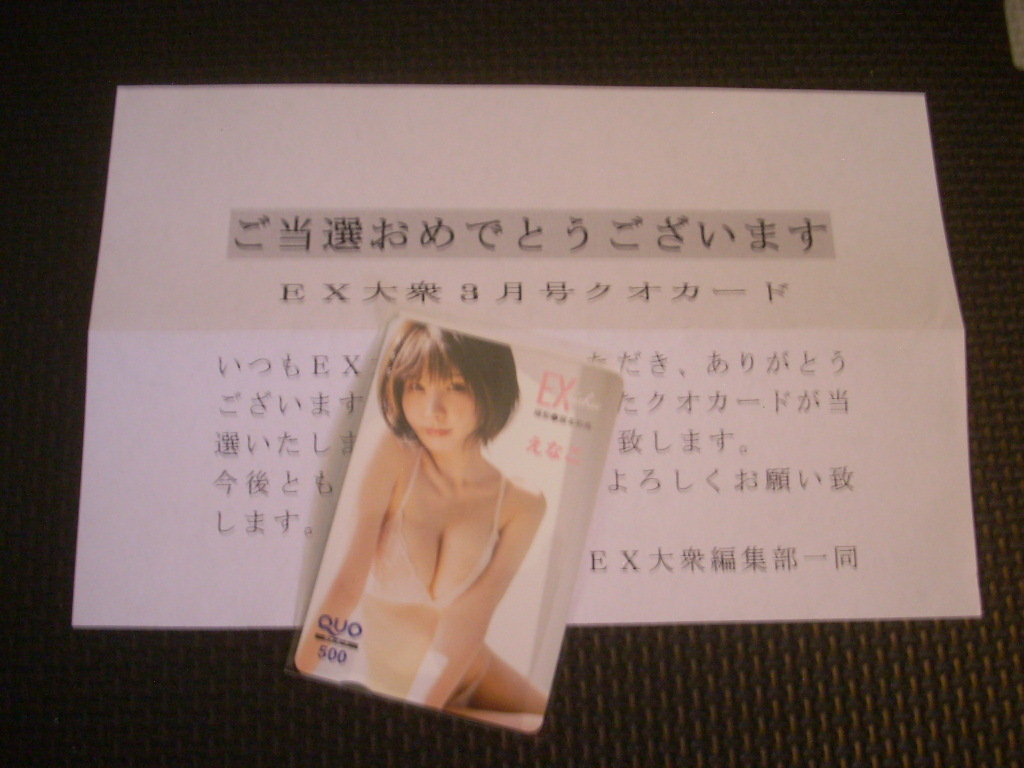 ご当選おめでとうございます
EX大衆3月号クオカード
いつもEX ただき、ありがとう
ございます たクオカードが当
選いたしま 致します。
今後とも よろしくお願い致
します。
EX大衆編集部一同
EX
えなこ
QUO
500